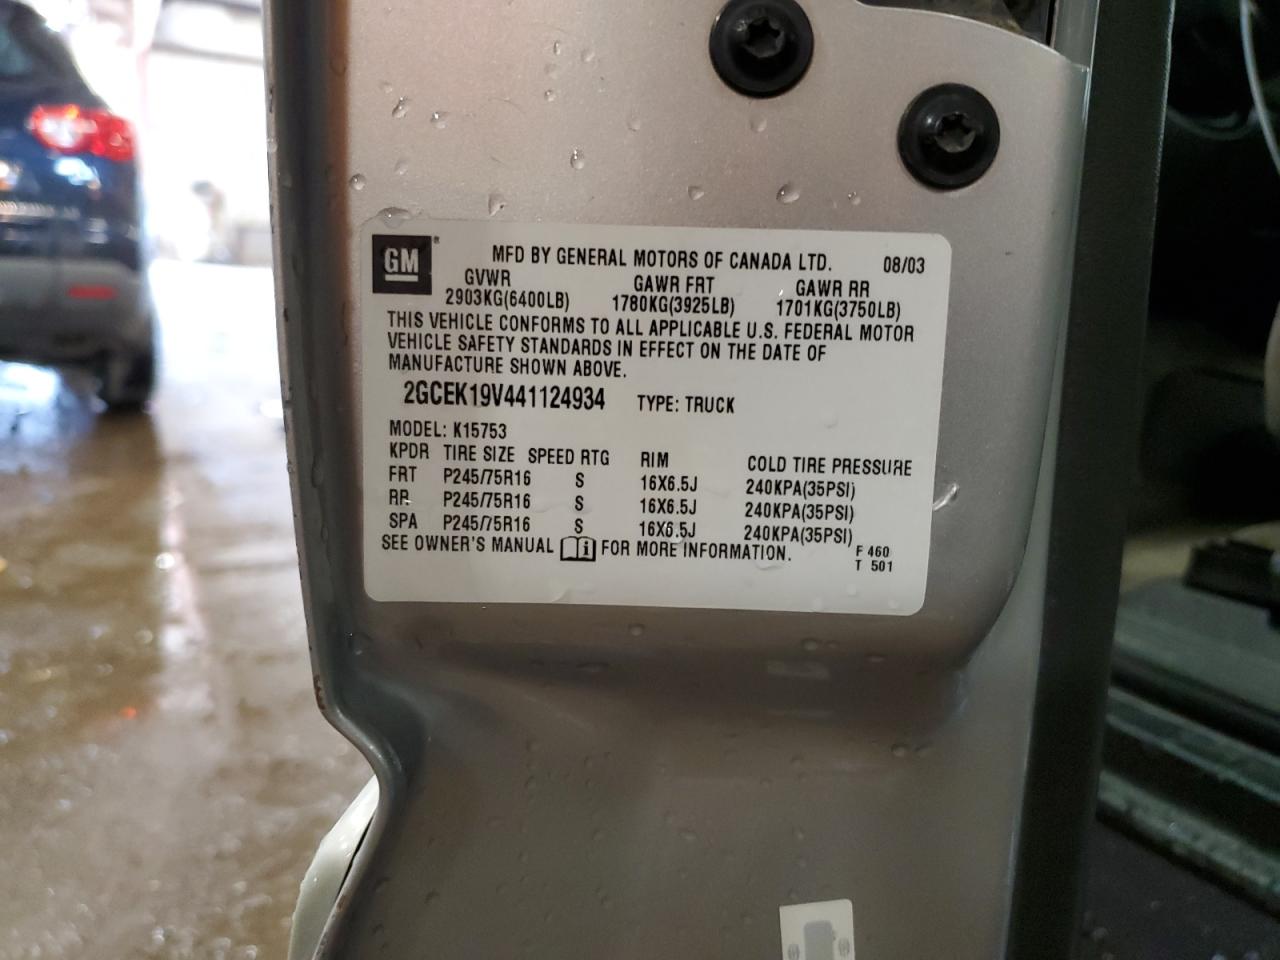 GM® MFD BY GENERAL MOTORS OF CANADA LTD. 08/03
GVWR GAWR FRT GAWR RR
2903KG(6400LB) 1780KG(3925LB) 1701KG(3750LB)
THIS VEHICLE CONFORMS TO ALL APPLICABLE U.S. FEDERAL MOTOR
VEHICLE SAFETY STANDARDS IN EFFECT ON THE DATE OF
MANUFACTURE SHOWN ABOVE.
2GCEK19V441124934 TYPE: TRUCK
MODEL: K15753
KPDR TIRE SIZE SPEED RTG RIM COLD TIRE PRESSURE
FRT P245/75R16 S 16X6.5J 240KPA(35PSI)
RR P245/75R16 S 16X6.5J 240KPA(35PSI)
SPA P245/75R16 S 16X6.5J 240KPA(35PSI)
SEE OWNER'S MANUAL FOR MORE INFORMATION. F 460
T 501